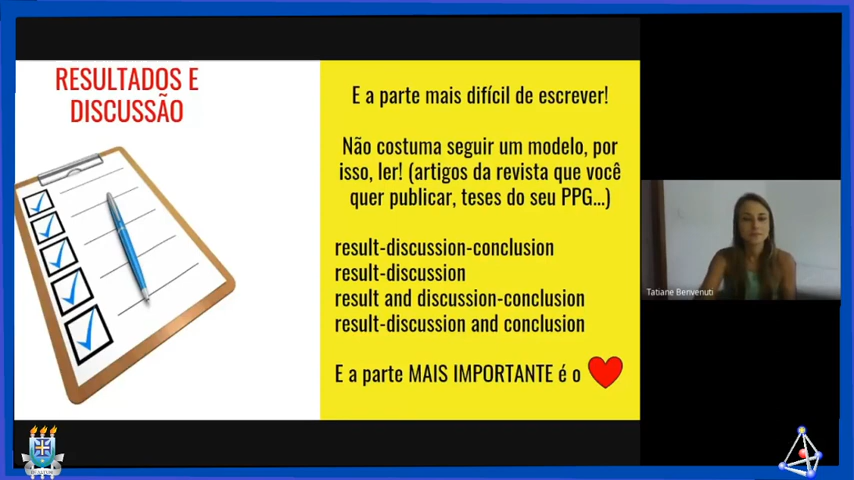 RESULTADOS E
DISCUSSÃO
E a parte mais difícil de escrever!
Não costuma seguir um modelo, por
isso, ler! (artigos da revista que você
quer publicar, teses do seu PPG...)
result-discussion-conclusion
result-discussion
result and discussion-conclusion
result-discussion and conclusion
E a parte MAIS IMPORTANTE é o
Tatiane Benvenuti